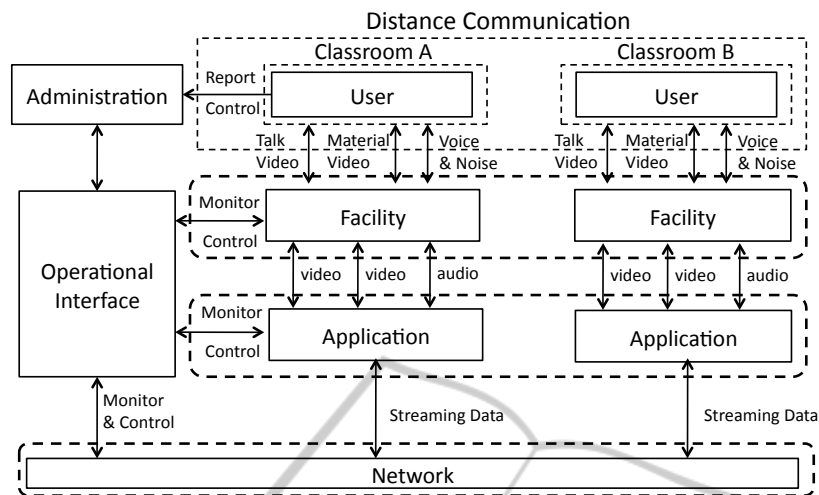 Distance Communication
Classroom A
Classroom B
Administration
Report
Control
User
User
Talk
Video
Material
Video
Voice
& Noise
Talk
Video
Material
Video
Voice
& Noise
Monitor
Control
Facility
Facility
Operational
Interface
video
video
audio
video
video
audio
Monitor
Control
Application
Application
Monitor
& Control
Streaming Data
Streaming Data
Network